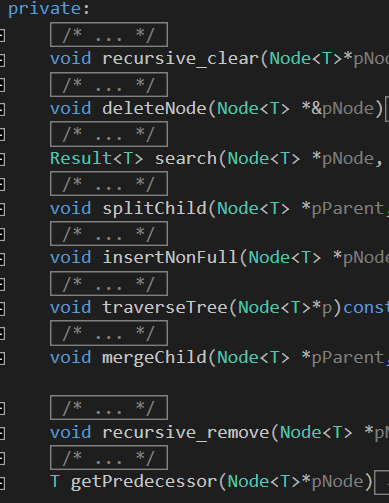 private:
/* ... */
void recursive_clear(Node<T>*pNod
/* ... */
void deleteNode(Node<T> *&pNode)
/* ... */
Result<T> search(Node<T> *pNode,
/* ... */
void splitChild(Node<T> *pParent,
/* ... */
void insertNonFull(Node<T> *pNode
/* ... */
void traverseTree(Node<T>*p)const
/* ... */
void mergeChild(Node<T> *pParent,
/* ... */
void recursive_remove(Node<T> *pN
/* ... */
T getPredecessor(Node<T>*pNode)